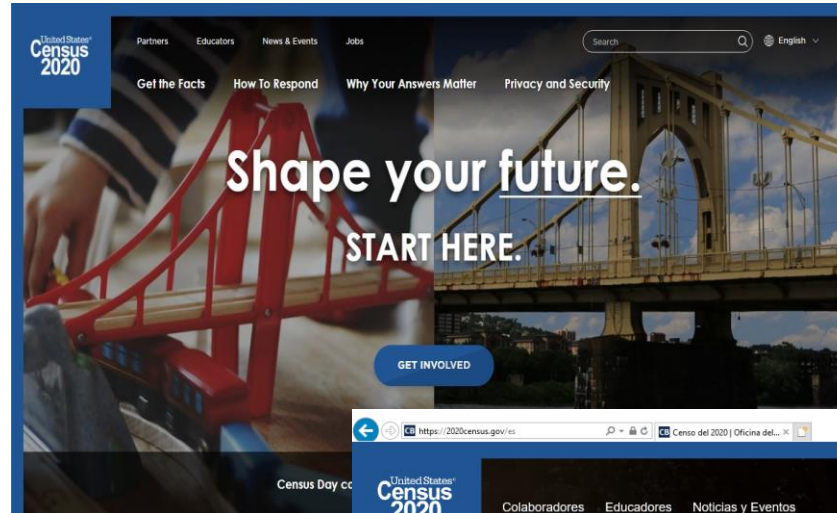 United States®
Census
2020
Partners Educators News & Events Jobs
Search
English
Get the Facts How To Respond Why Your Answers Matter Privacy and Security
Shape your future.
START HERE.
GET INVOLVED
Census Day
https://2020census.gov/es
CB Censo del 2020 | Oficina del...
United States®
Census
2020
Colaboradores Educadores Noticias y Eventos